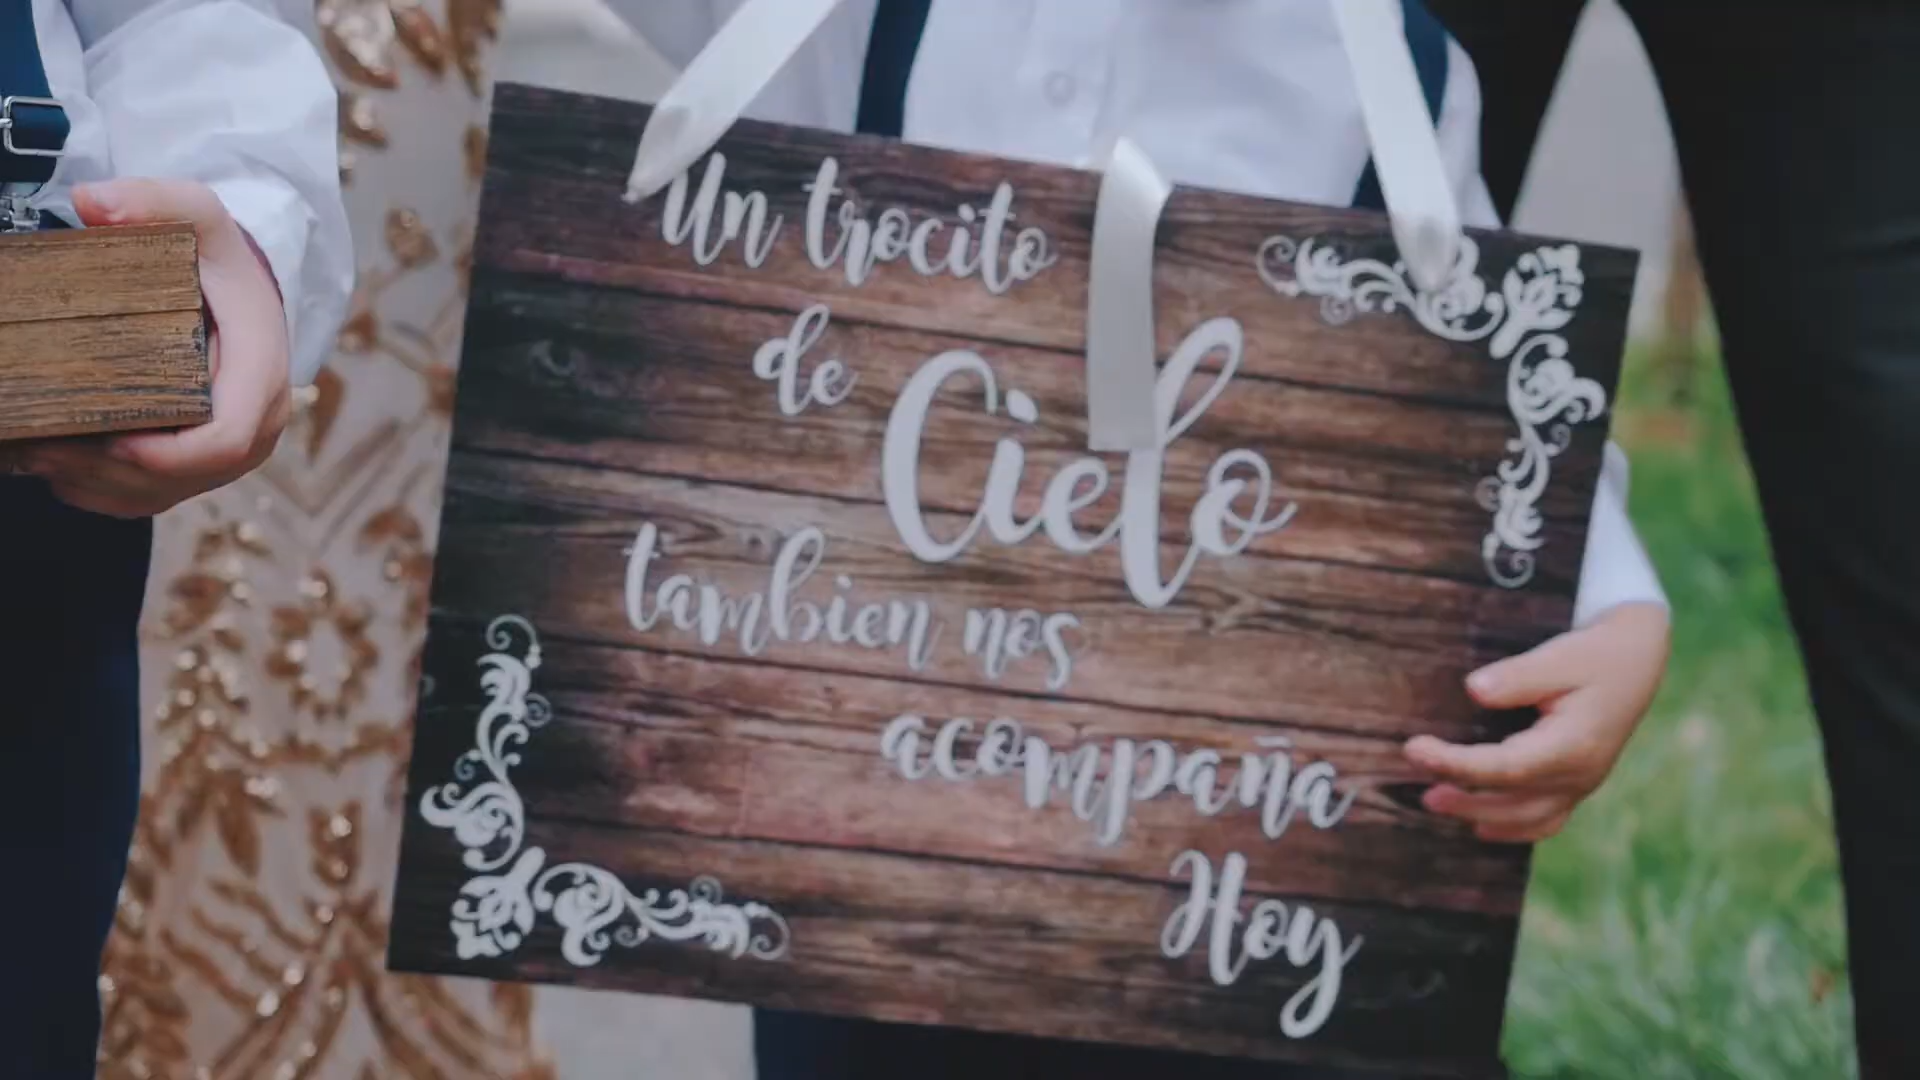 Un trocito
de Cielo
tambien nos
acompaña
Hoy